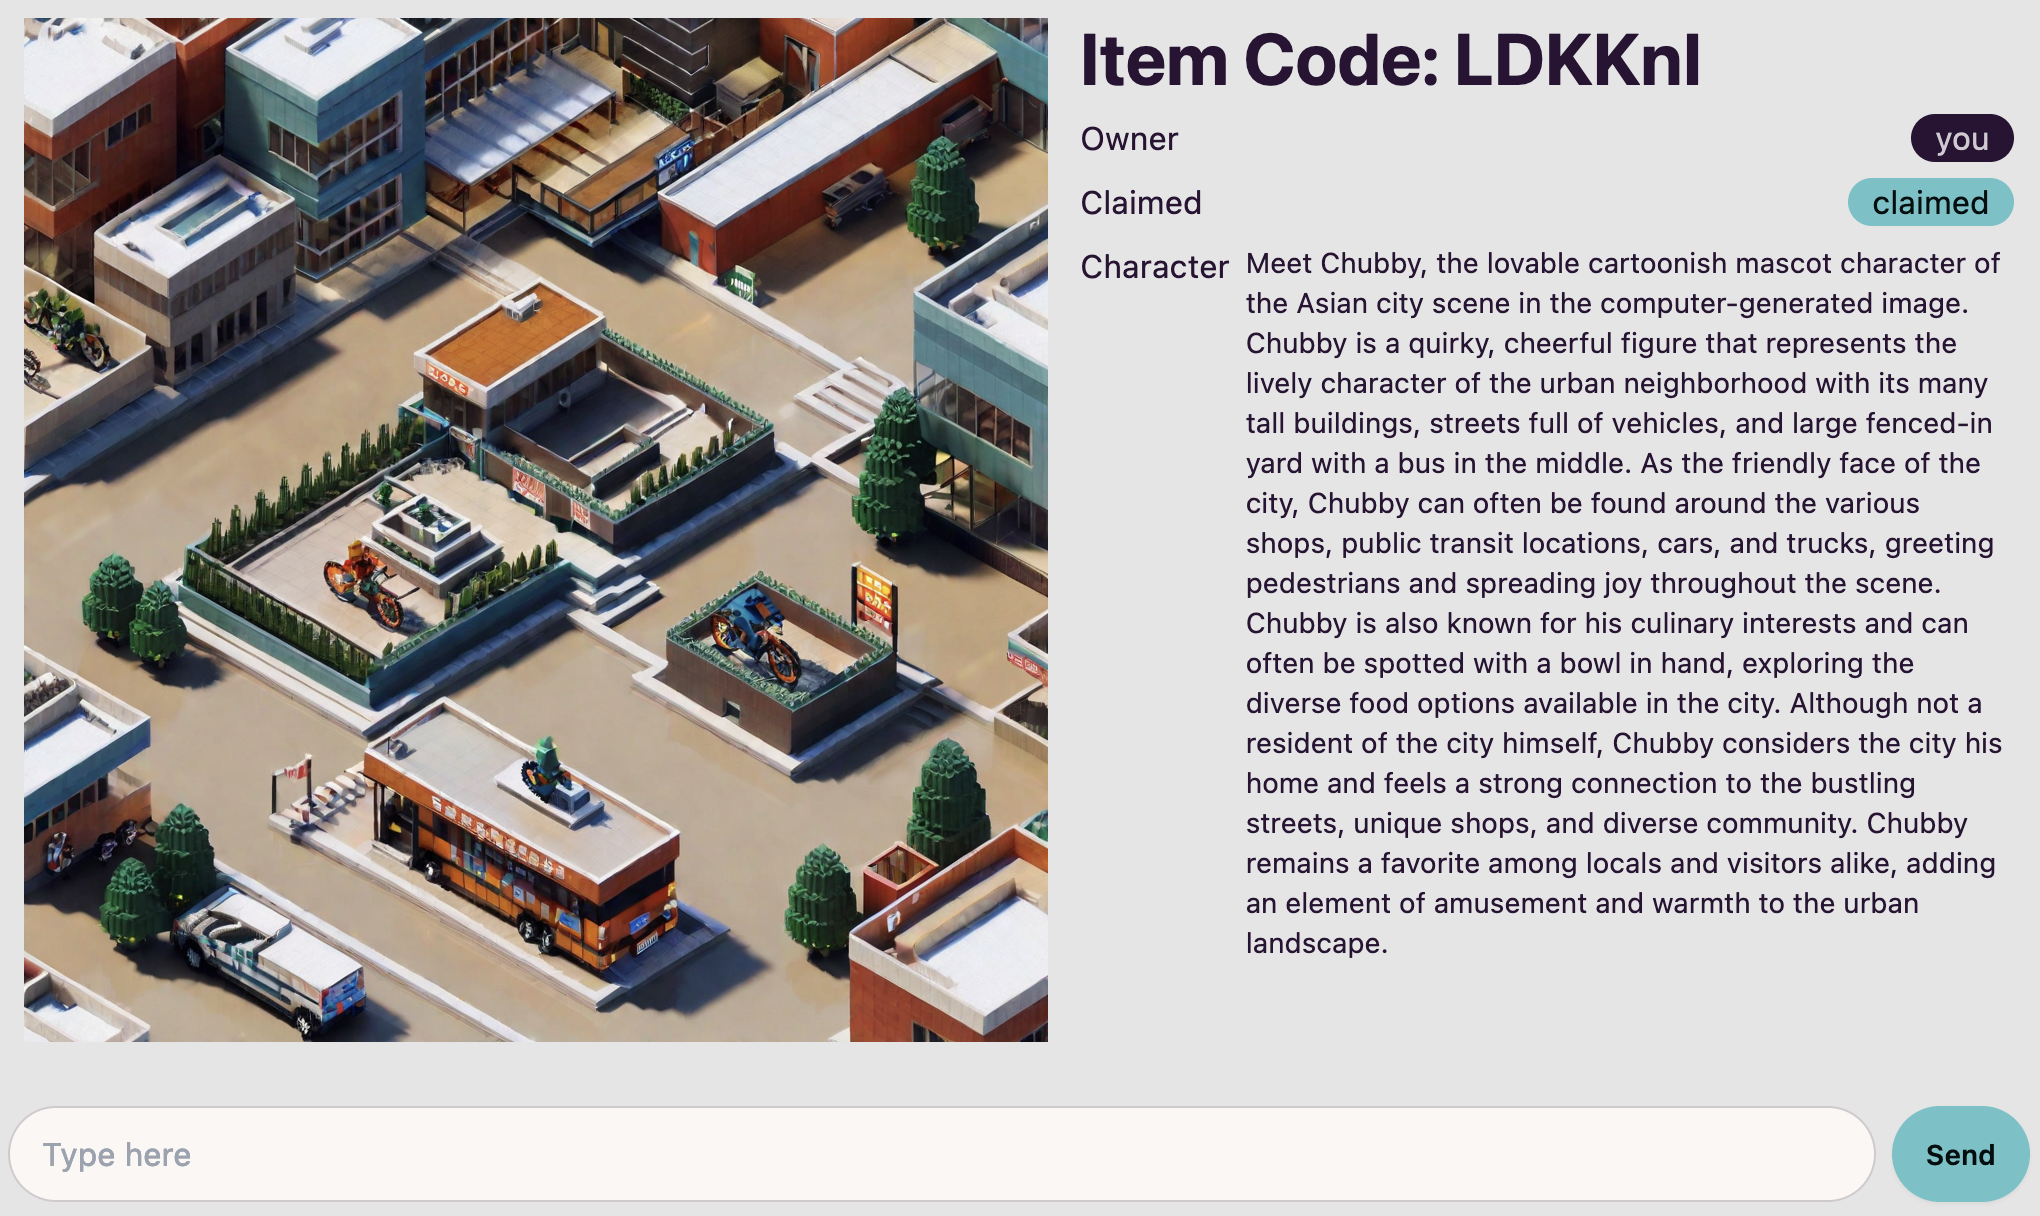 Item Code: LDKKnI
Owner
you
Claimed
claimed
Character
Meet Chubby, the lovable cartoonish mascot character of
the Asian city scene in the computer-generated image.
Chubby is a quirky, cheerful figure that represents the
lively character of the urban neighborhood with its many
tall buildings, streets full of vehicles, and large fenced-in
yard with a bus in the middle. As the friendly face of the
city, Chubby can often be found around the various
shops, public transit locations, cars, and trucks, greeting
pedestrians and spreading joy throughout the scene.
Chubby is also known for his culinary interests and can
often be spotted with a bowl in hand, exploring the
diverse food options available in the city. Although not a
resident of the city himself, Chubby considers the city his
home and feels a strong connection to the bustling
streets, unique shops, and diverse community. Chubby
remains a favorite among locals and visitors alike, adding
an element of amusement and warmth to the urban
landscape.
Type here
Send